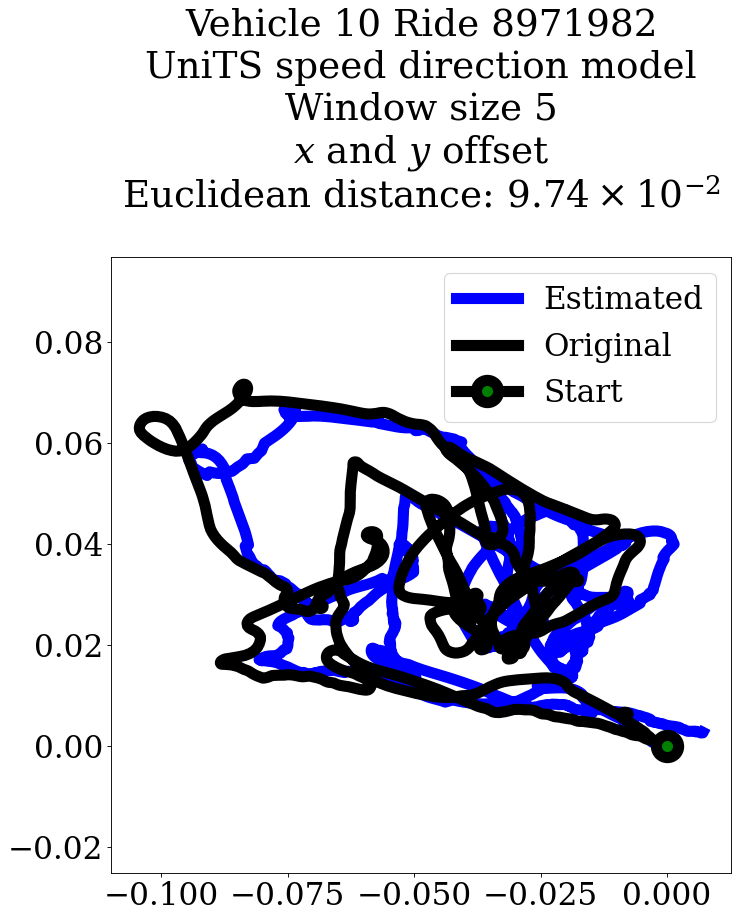 Vehicle 10 Ride 8971982
UniTS speed direction model
Window size 5
x and y offset
Euclidean distance: 9.74 × 10⁻²
Estimated
Original
Start
0.08
0.06
0.04
0.02
0.00
−0.02
−0.100 −0.075 −0.050 −0.025 0.000